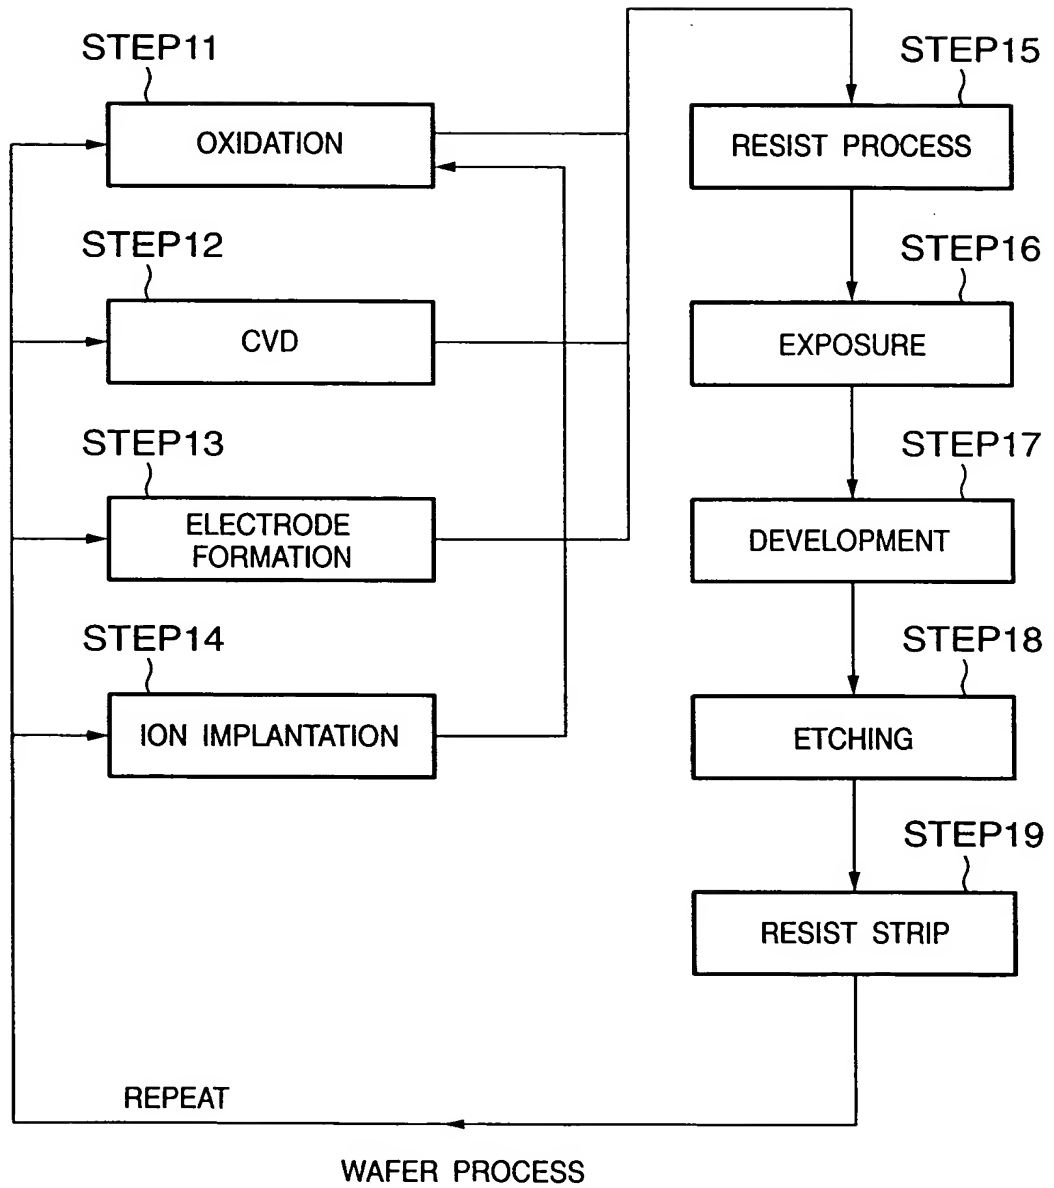 STEP11
OXIDATION
STEP12
CVD
STEP13
ELECTRODE
FORMATION
STEP14
ION IMPLANTATION
STEP15
RESIST PROCESS
STEP16
EXPOSURE
STEP17
DEVELOPMENT
STEP18
ETCHING
STEP19
RESIST STRIP
REPEAT
WAFER PROCESS